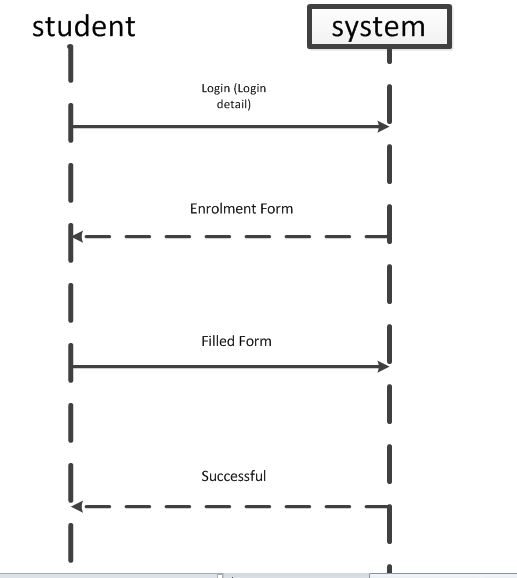 student
system
Login (Login
detail)
Enrolment Form
Filled Form
Successful